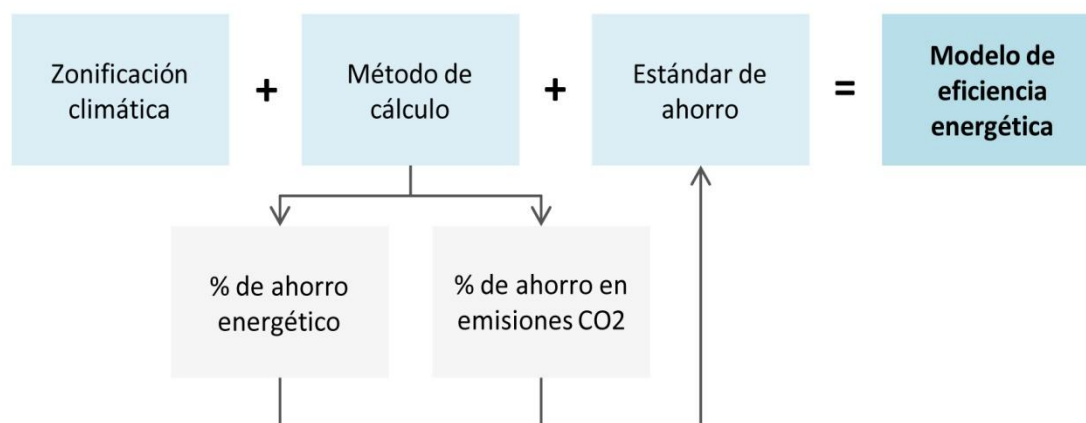 Zonificación
climática
+
Método de
cálculo
+
Estándar de
ahorro
=
Modelo de
eficiencia
energética
% de ahorro
energético
% de ahorro en
emisiones CO2